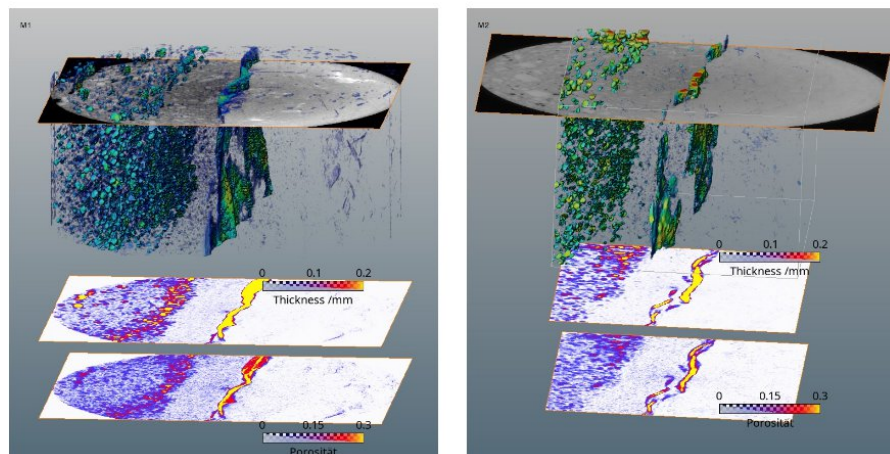 M1
0 0.1 0.2
Thickness /mm
0 0.15 0.3
Porosität
M2
0 0.1 0.2
Thickness /mm
0 0.15 0.3
Porosität